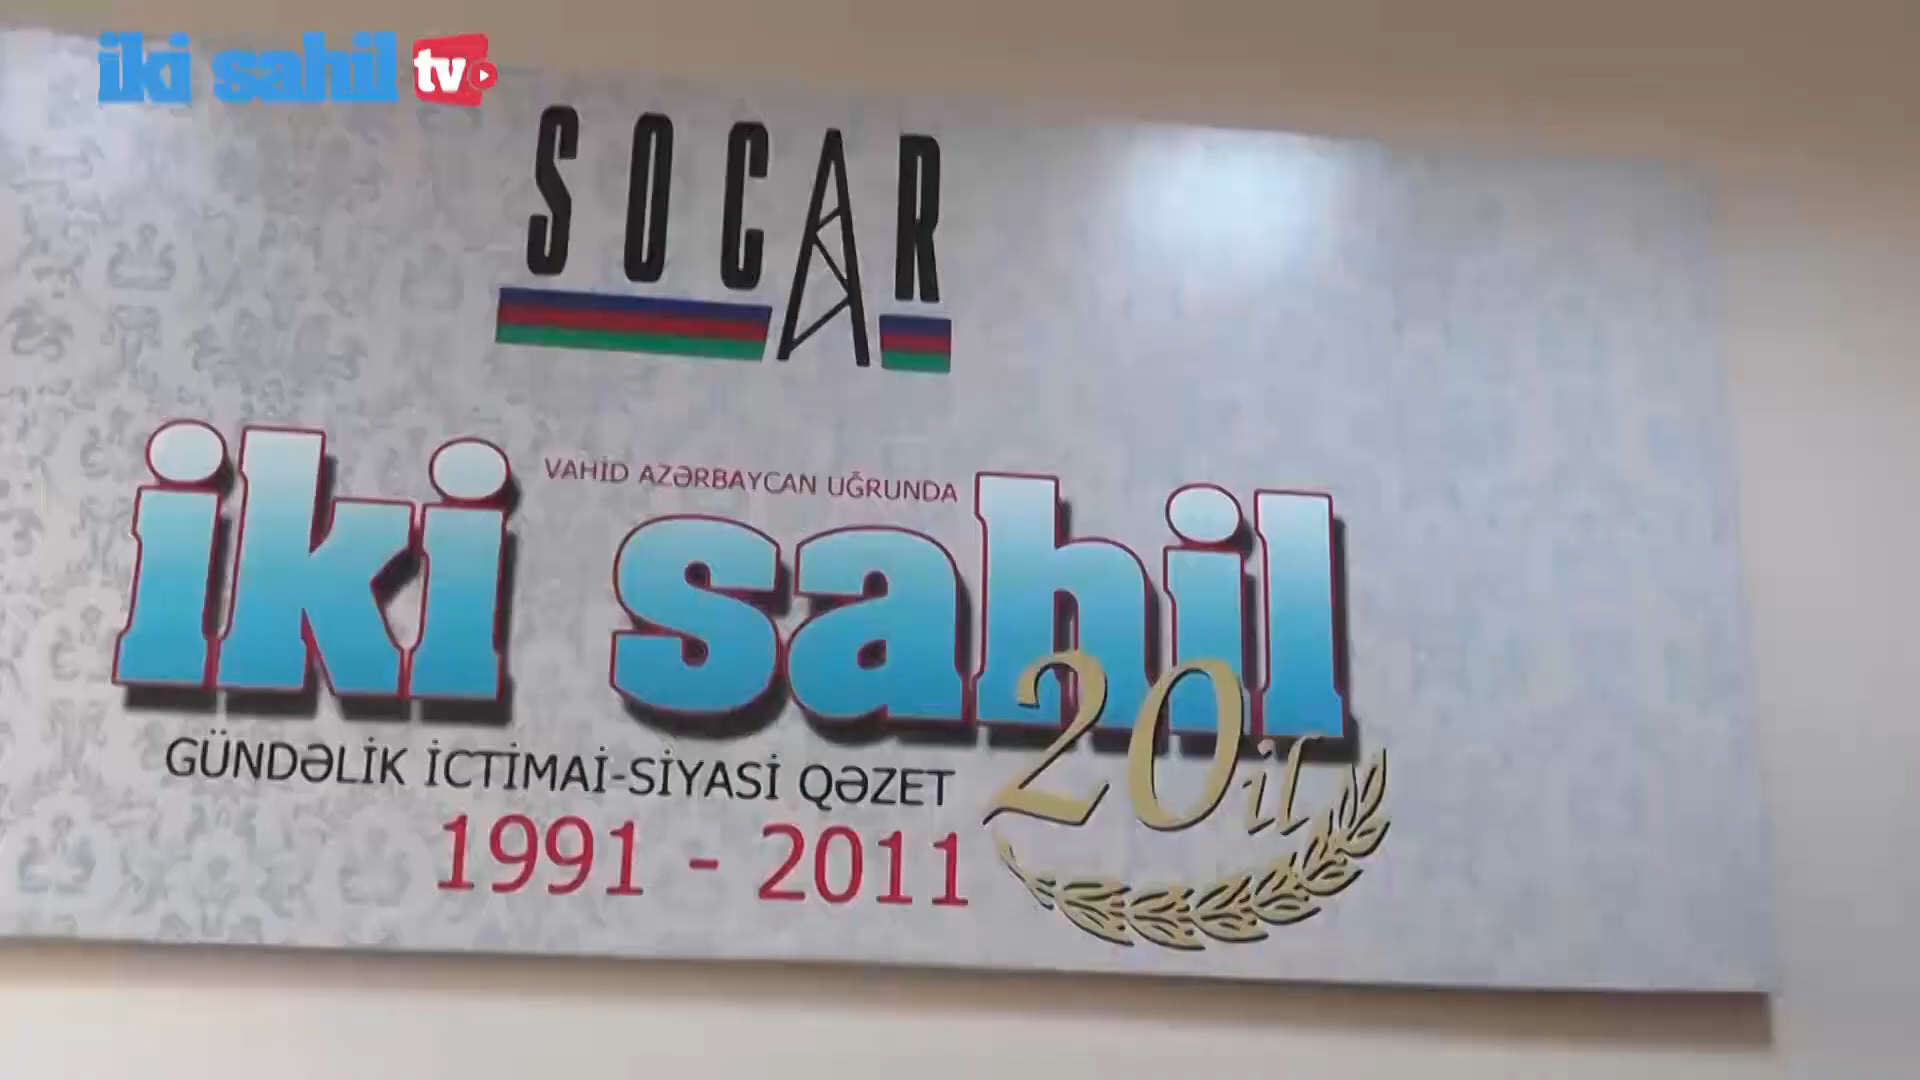 iki sahil tv
SOCAR
VAHİD AZƏRBAYCAN UĞRUNDA
iki sahil
20 il
GÜNDƏLİK İCTİMAİ-SİYASİ QƏZET
1991 - 2011